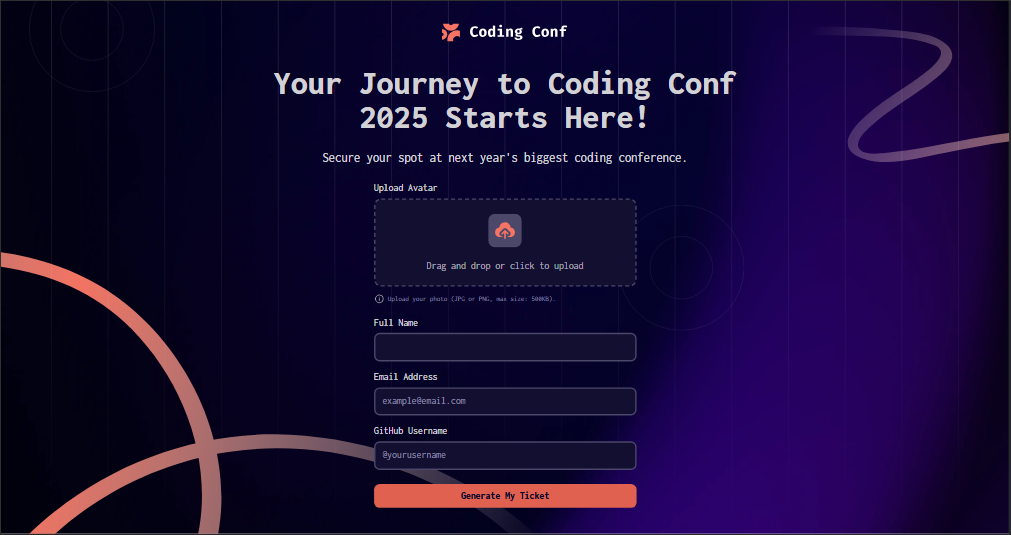 Coding Conf
Your Journey to Coding Conf
2025 Starts Here!
Secure your spot at next year's biggest coding conference.
Upload Avatar
Drag and drop or click to upload
Upload your photo (JPG or PNG, max size: 500KB).
Full Name
Email Address
example@email.com
GitHub Username
@yourusername
Generate My Ticket